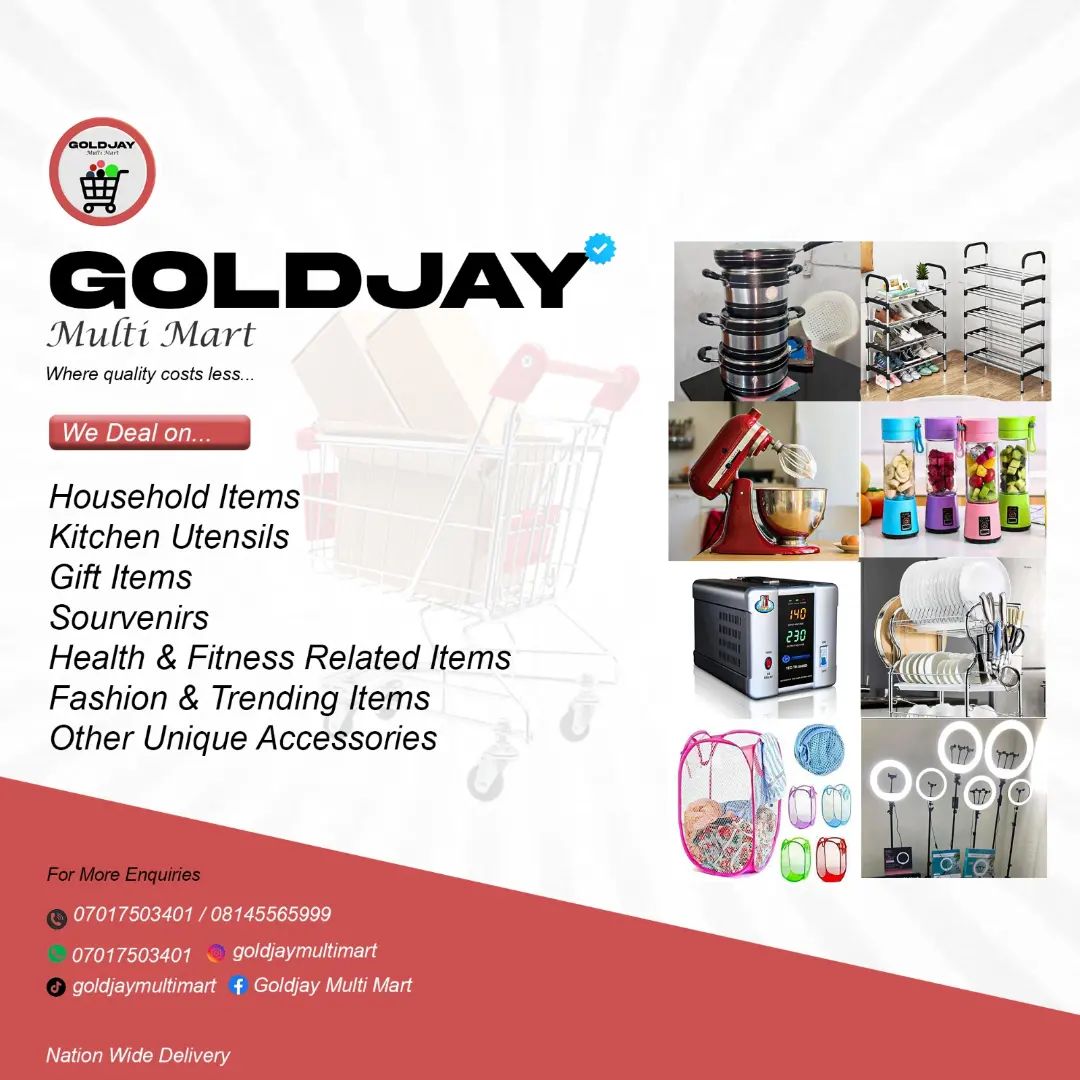 GOLDJAY
Multi Mart
GOLDJAY
Multi Mart
Where quality costs less...
We Deal on...
Household Items
Kitchen Utensils
Gift Items
Sourvenirs
Health & Fitness Related Items
Fashion & Trending Items
Other Unique Accessories
140
230
For More Enquiries
07017503401 / 08145565999
07017503401 goldjaymultimart
goldjaymultimart Goldjay Multi Mart
Nation Wide Delivery